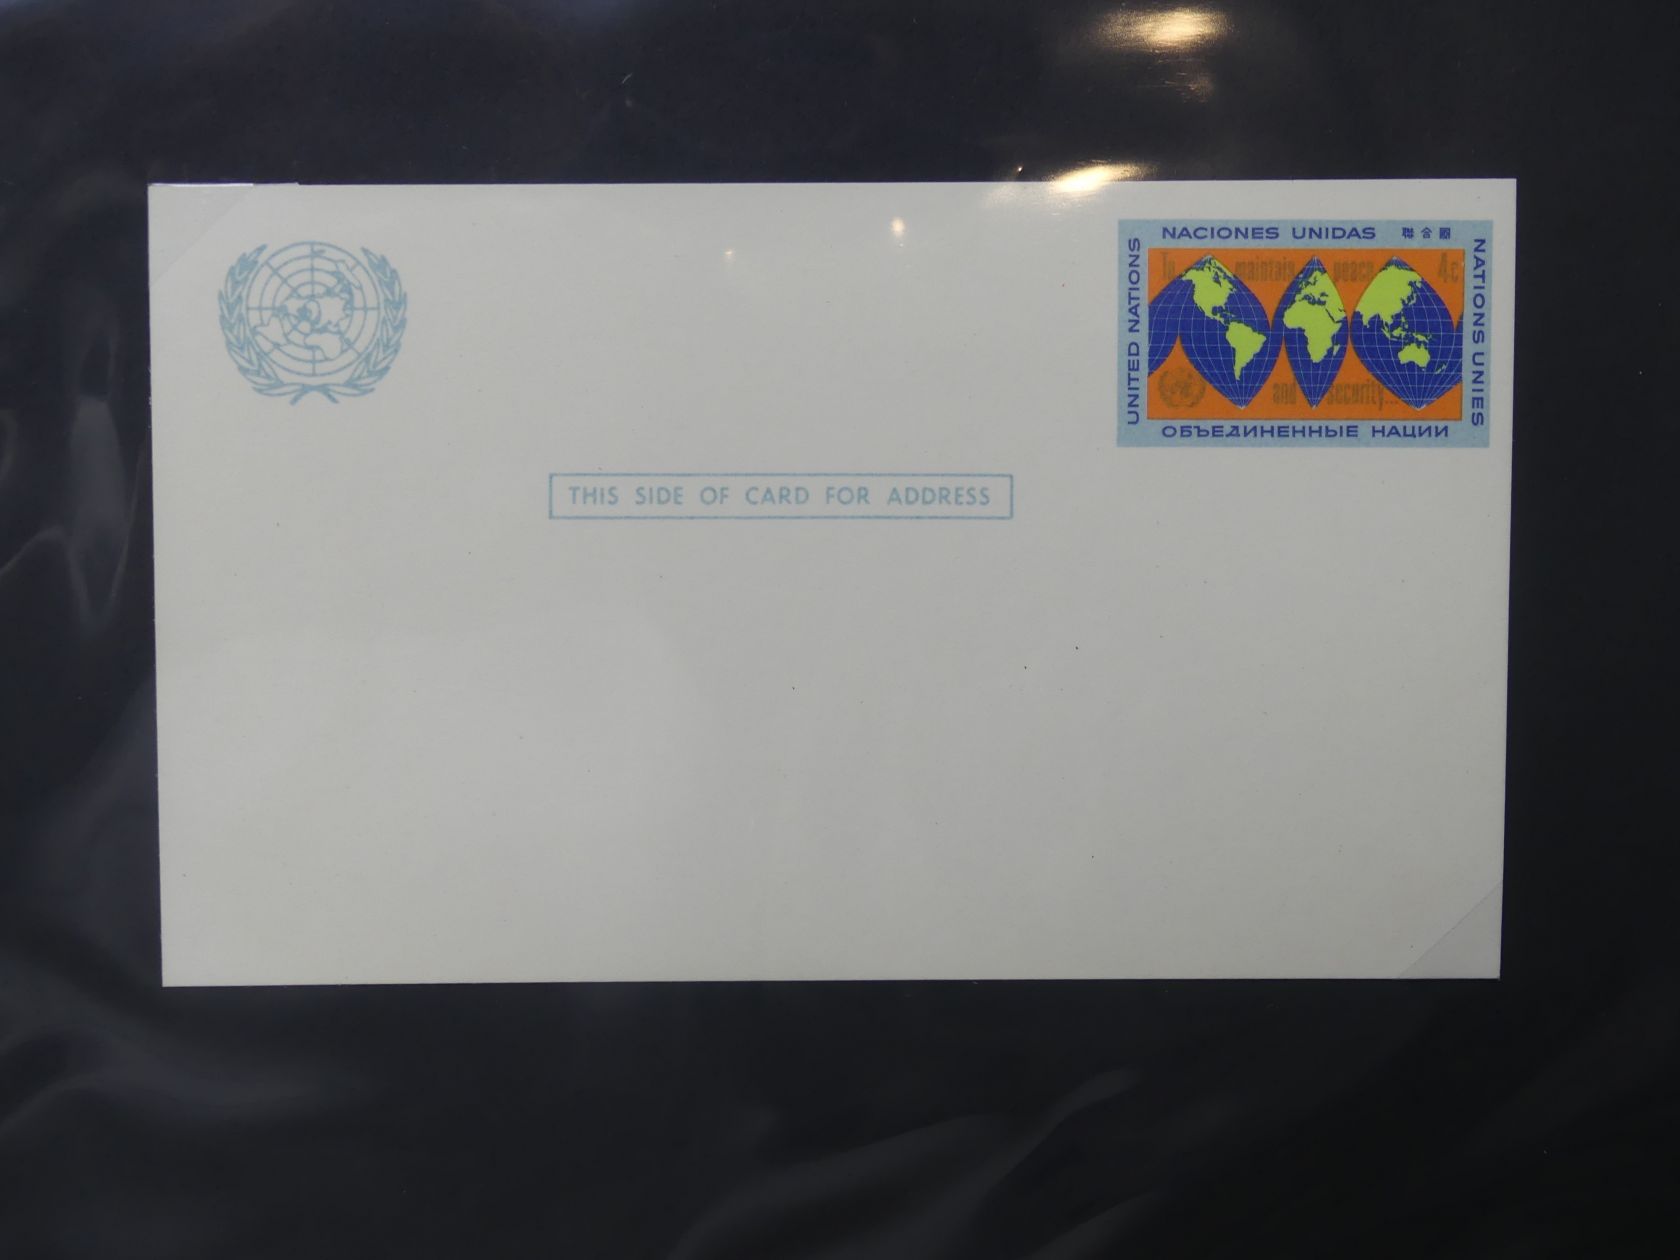 NACIONES UNIDAS 聯合國
UNITED NATIONS
To maintain peace 4c
and security...
NATIONS UNIES
ОБЪЕДИНЕННЫЕ НАЦИИ
THIS SIDE OF CARD FOR ADDRESS